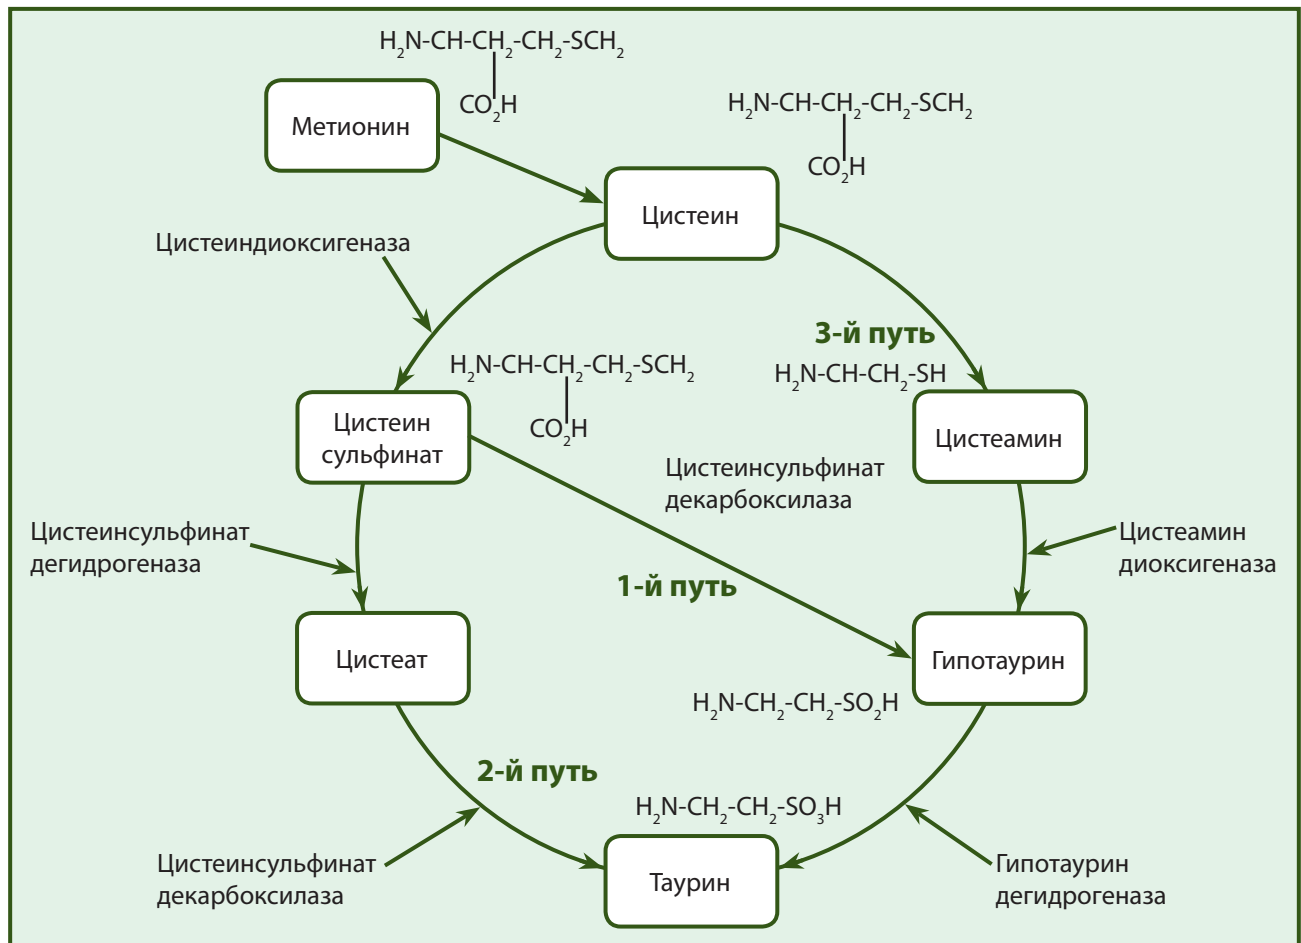 H₂N-CH-CH₂-CH₂-SCH₂
CO₂H
Метионин
H₂N-CH-CH₂-CH₂-SCH₂
CO₂H
Цистеин
Цистеиндиоксигеназа
3-й путь
H₂N-CH-CH₂-CH₂-SCH₂
CO₂H
H₂N-CH-CH₂-SH
Цистеин
сульфинат
Цистеамин
Цистеинсульфинат
декарбоксилаза
Цистеинсульфинат
дегидрогеназа
Цистеамин
диоксигеназа
1-й путь
Цистеат
Гипотаурин
H₂N-CH₂-CH₂-SO₂H
2-й путь
H₂N-CH₂-CH₂-SO₃H
Цистеинсульфинат
декарбоксилаза
Таурин
Гипотаурин
дегидрогеназа